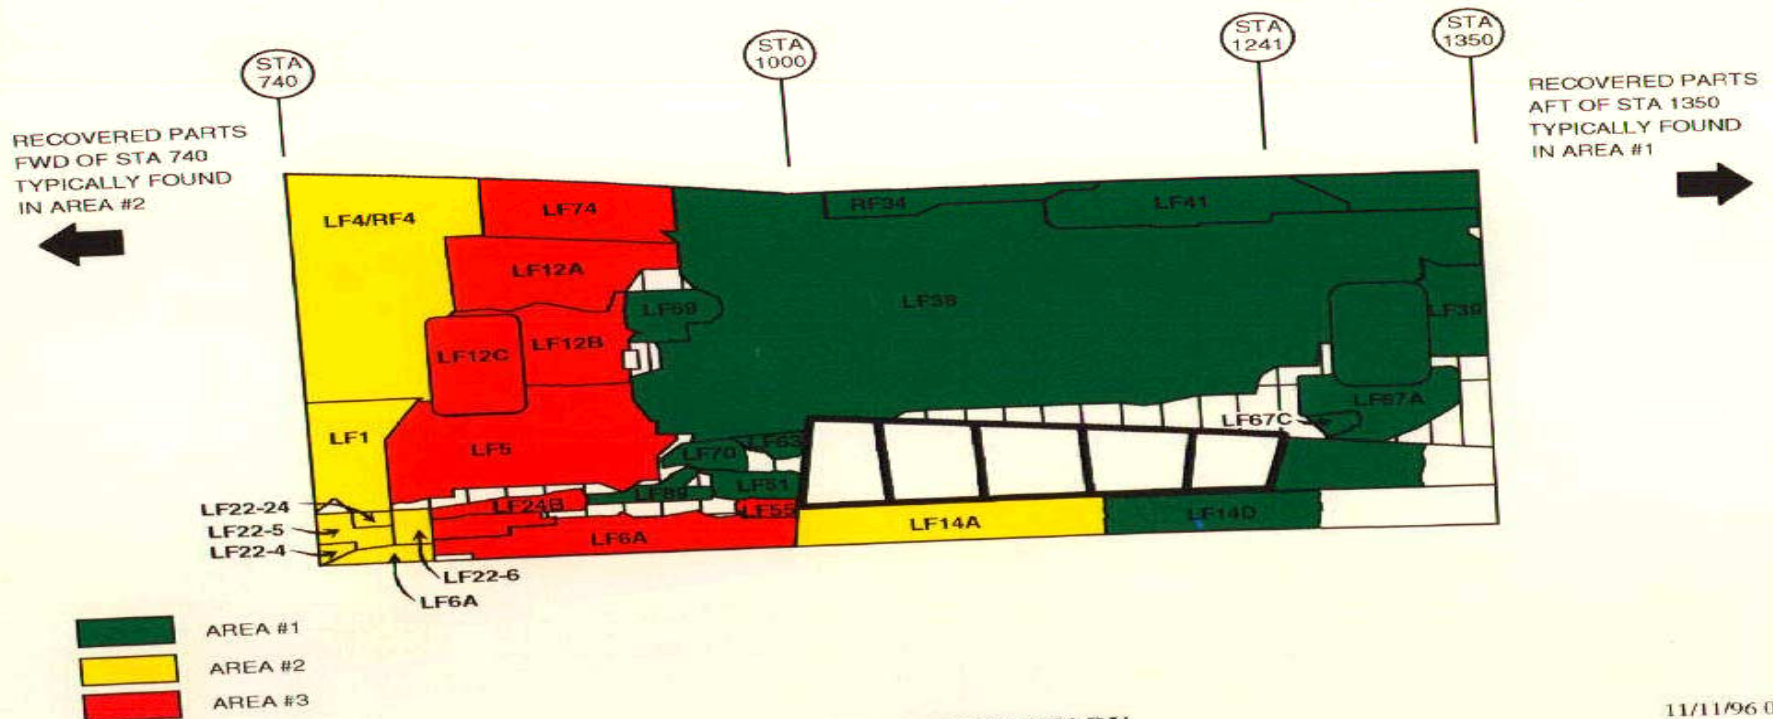 STA
740
STA
1000
STA
1241
STA
1350
RECOVERED PARTS
FWD OF STA 740
TYPICALLY FOUND
IN AREA #2
RECOVERED PARTS
AFT OF STA 1350
TYPICALLY FOUND
IN AREA #1
LF4/RF4
LF74
RF34
LF41
LF12A
LF69
LF38
LF39
LF12C
LF12B
LF67A
LF67C
LF1
LF5
LF70
LF63
LF51
LF22-24
LF24B
LF55
LF22-5
LF14A
LF14D
LF22-4
LF6A
LF22-6
LF6A
AREA #1
AREA #2
AREA #3
11/11/96